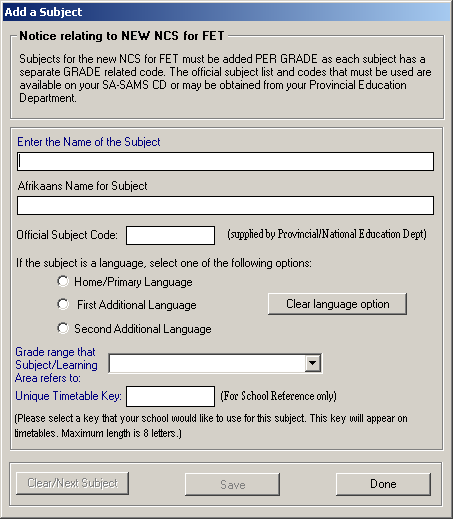 Add a Subject
Notice relating to NEW NCS for FET
Subjects for the new NCS for FET must be added PER GRADE as each subject has a
separate GRADE related code. The official subject list and codes that must be used are
available on your SA-SAMS CD or may be obtained from your Provincial Education
Department.
Enter the Name of the Subject
Afrikaans Name for Subject
Official Subject Code: (supplied by Provincial/National Education Dept)
If the subject is a language, select one of the following options:
Home/Primary Language
First Additional Language Clear language option
Second Additional Language
Grade range that
Subject/Learning
Area refers to:
Unique Timetable Key: (For School Reference only)
(Please select a key that your school would like to use for this subject. This key will appear on
timetables. Maximum length is 8 letters.)
Clear/Next Subject Save Done